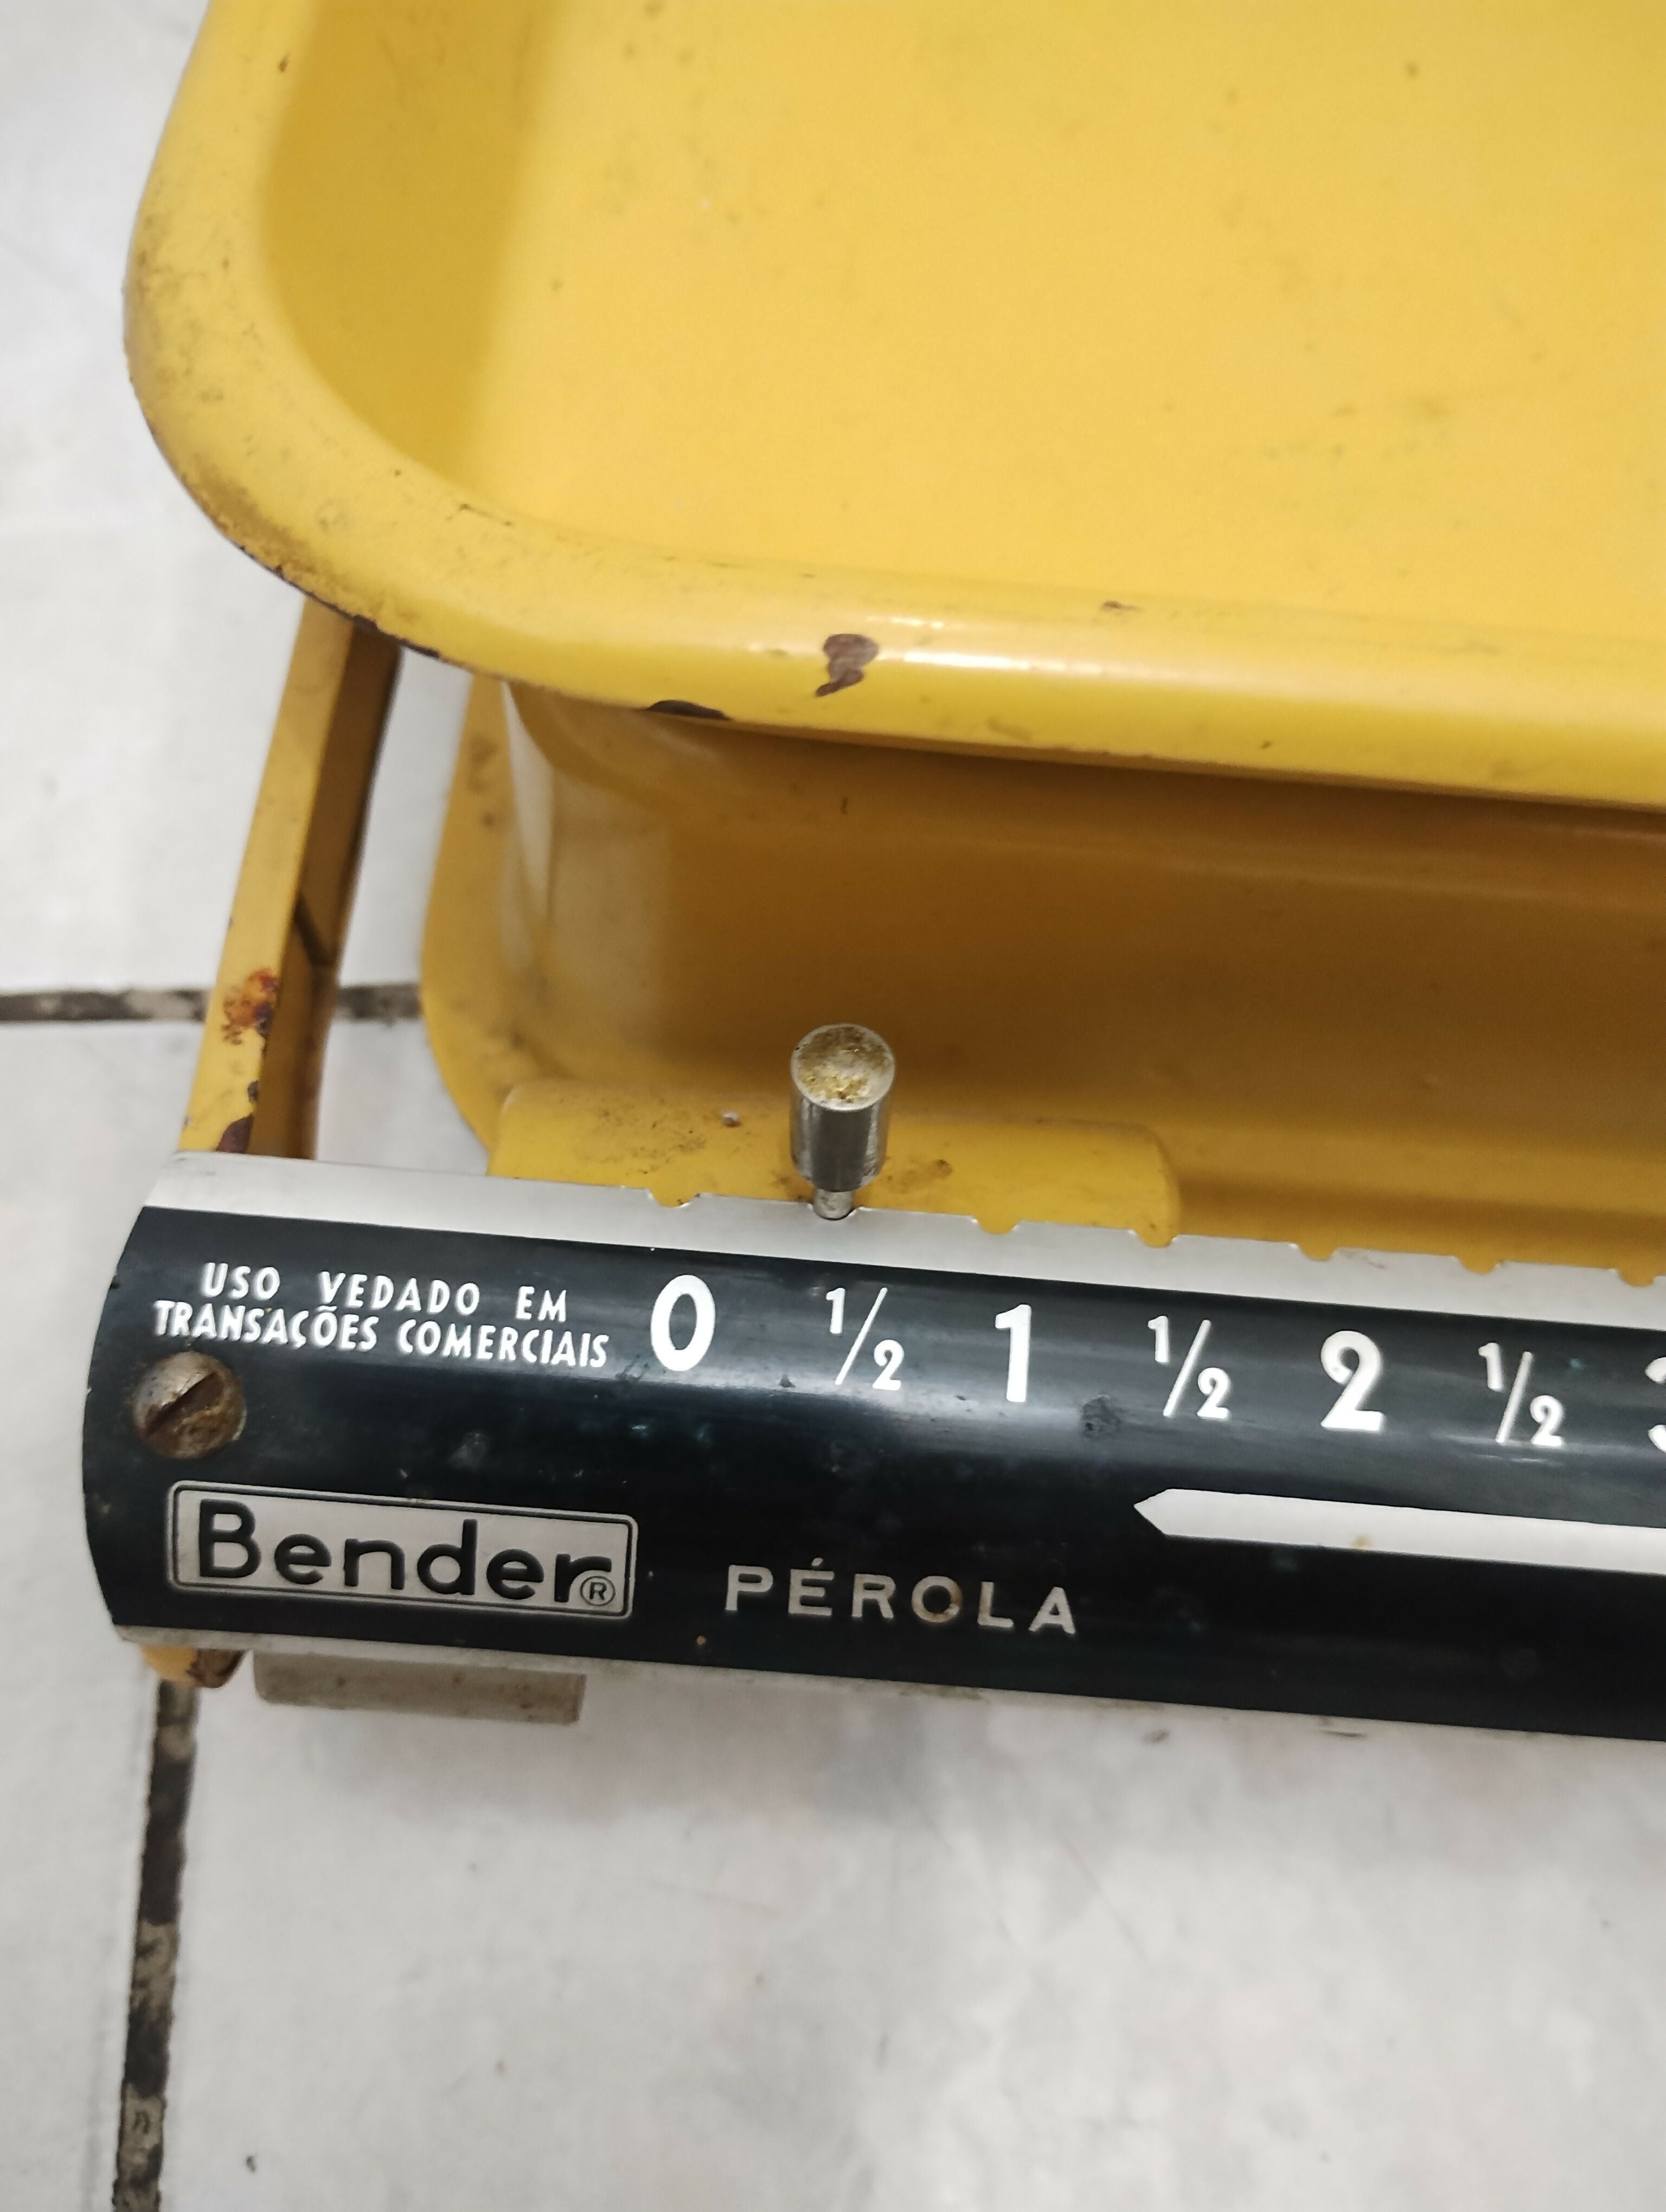 USO VEDADO EM
TRANSAÇÕES COMERCIAIS
0 1/2 1 1/2 2 1/2
Bender®
PÉROLA